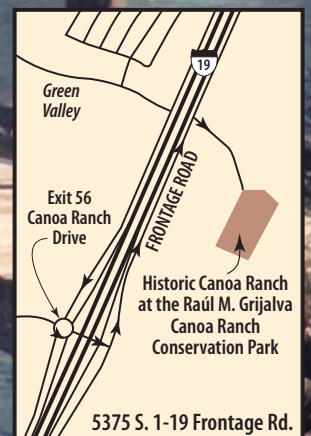 19
Green
Valley
Exit 56
Canoa Ranch
Drive
FRONTAGE ROAD
Historic Canoa Ranch
at the Raúl M. Grijalva
Canoa Ranch
Conservation Park
5375 S. 1-19 Frontage Rd.